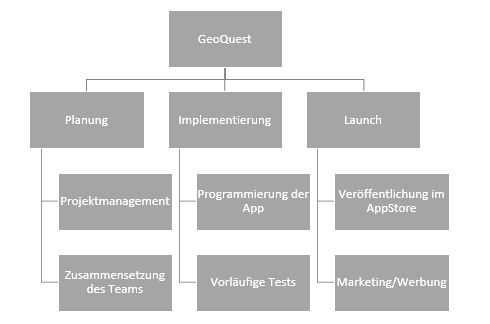 GeoQuest
Planung
Implementierung
Launch
Projektmanagement
Programmierung der
App
Veröffentlichung im
AppStore
Zusammensetzung
des Teams
Vorläufige Tests
Marketing/Werbung